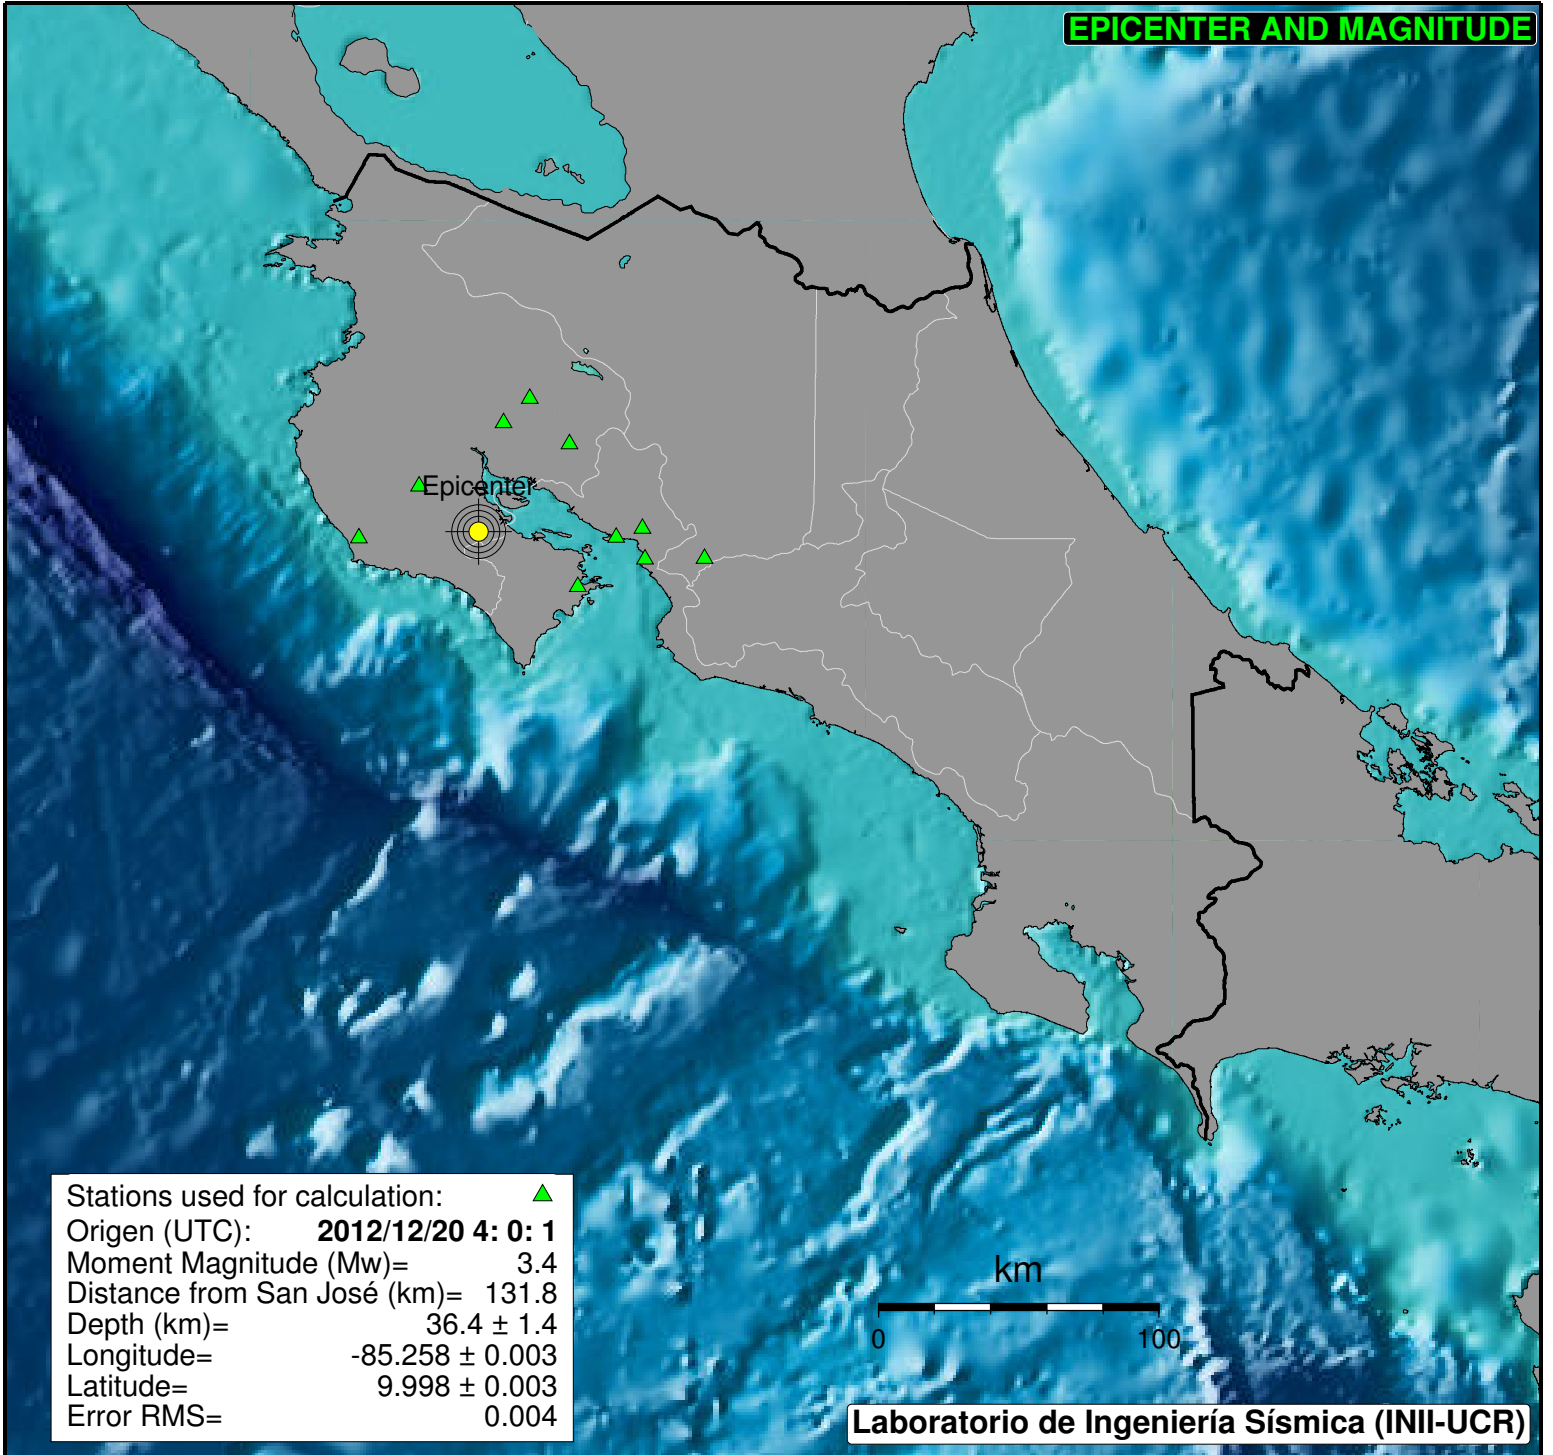 EPICENTER AND MAGNITUDE
Epicenter
Stations used for calculation:
Origen (UTC): 2012/12/20 4: 0: 1
Moment Magnitude (Mw)= 3.4
Distance from San José (km)= 131.8
Depth (km)= 36.4 ± 1.4
Longitude= -85.258 ± 0.003
Latitude= 9.998 ± 0.003
Error RMS= 0.004
km
0 100
Laboratorio de Ingeniería Sísmica (INII-UCR)